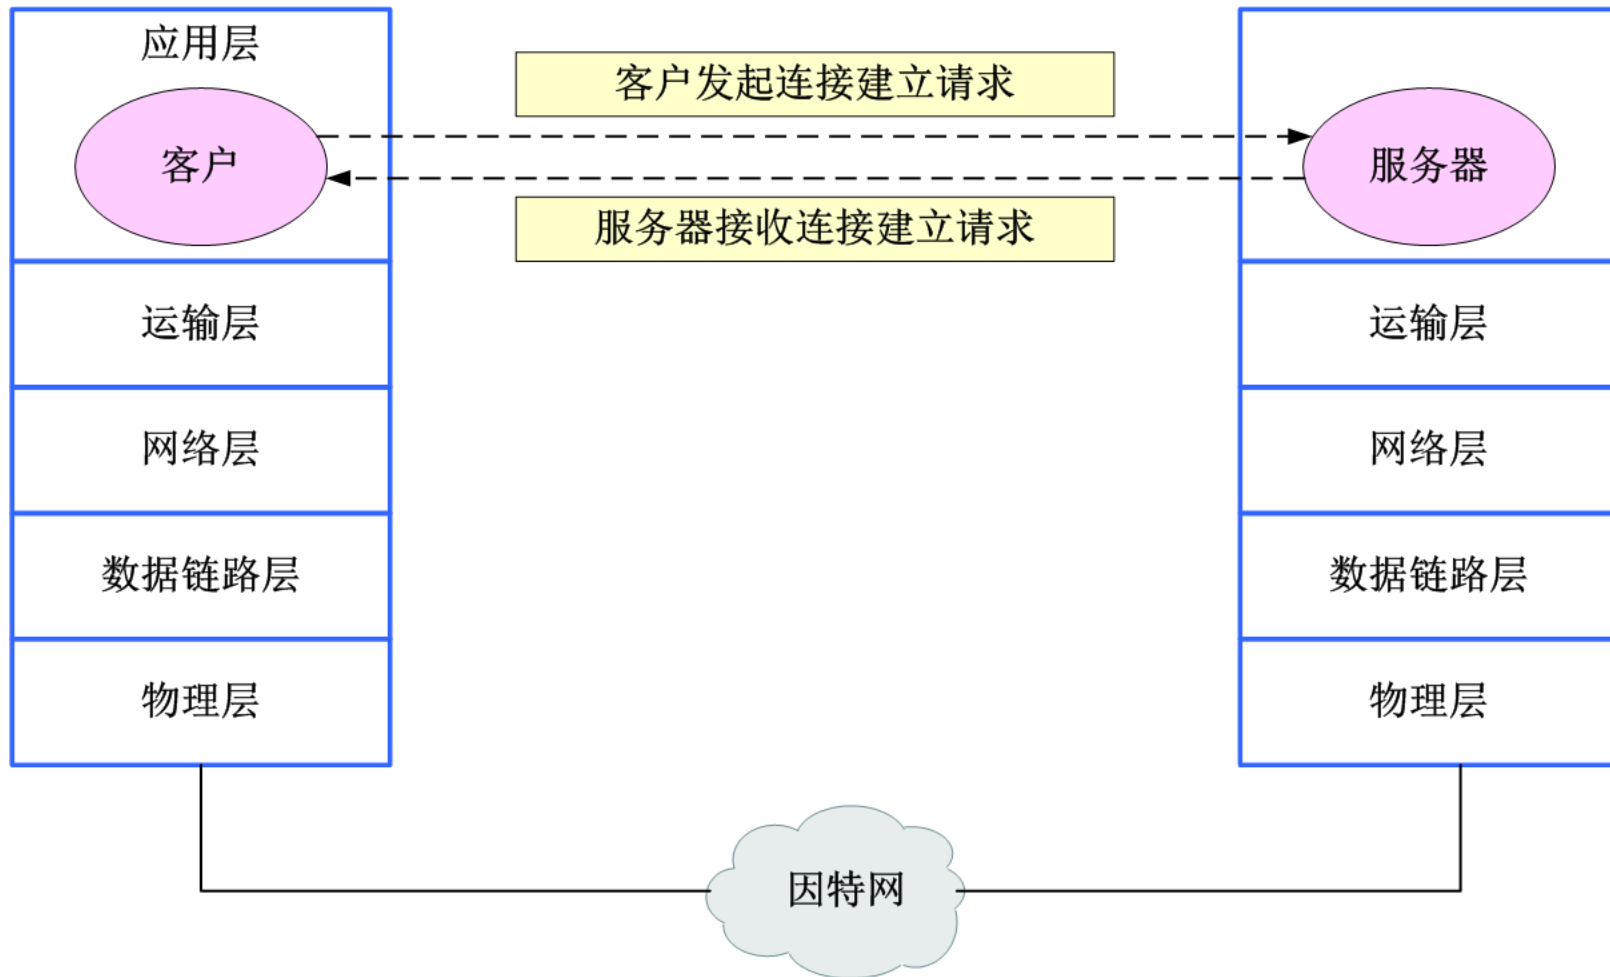 应用层
客户发起连接建立请求
客户
服务器
服务器接收连接建立请求
运输层
运输层
网络层
网络层
数据链路层
数据链路层
物理层
物理层
因特网